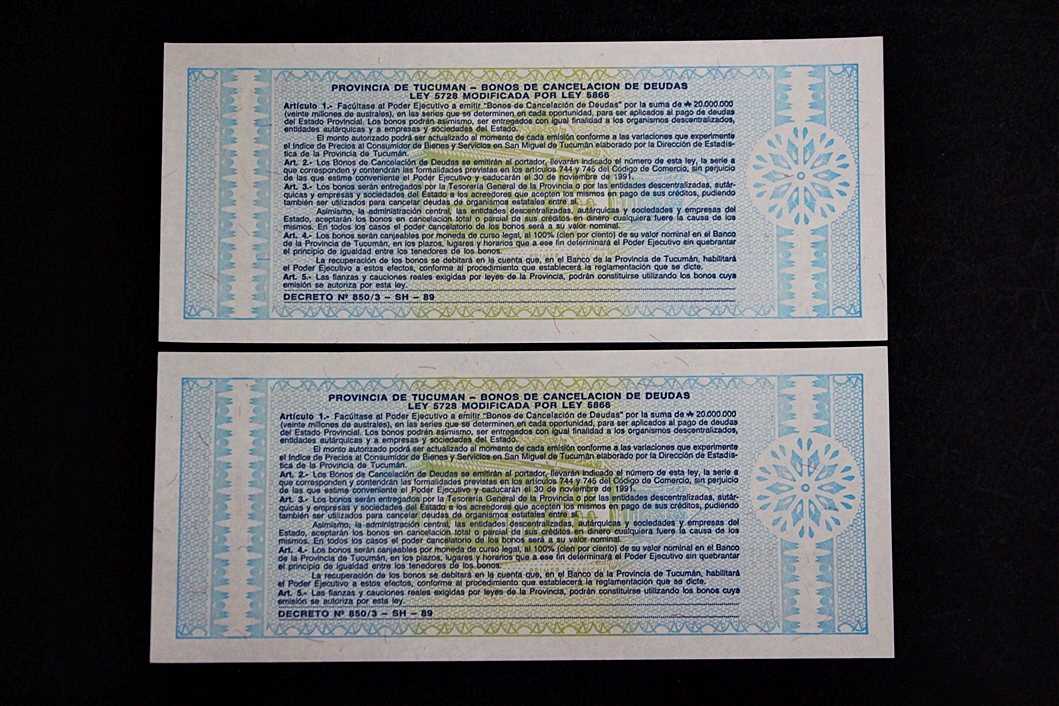 PROVINCIA DE TUCUMAN – BONOS DE CANCELACION DE DEUDAS
LEY 5728 MODIFICADA POR LEY 5866
Artículo 1.- Facúltase al Poder Ejecutivo a emitir "Bonos de Cancelación de Deudas" por la suma de ₳ 20.000.000
(veinte millones de australes), en las series que se determinen en cada oportunidad, para ser aplicados al pago de deudas
del Estado Provincial. Los bonos podrán asimismo, ser entregados con igual finalidad a los organismos descentralizados,
entidades autárquicas y a empresas y sociedades del Estado.
El monto autorizado podrá ser actualizado al momento de cada emisión conforme a las variaciones que experimente
el Indice de Precios al Consumidor de Bienes y Servicios en San Miguel de Tucumán elaborado por la Dirección de Estadís-
tica de la Provincia de Tucumán.
Art. 2.- Los Bonos de Cancelación de Deudas se emitirán al portador, llevarán indicado el número de esta ley, la serie a
que corresponden y contendrán las formalidades previstas en los artículos 744 y 745 del Código de Comercio, sin perjuicio
de las que estime conveniente el Poder Ejecutivo y caducarán el 30 de noviembre de 1991.
Art. 3.- Los bonos serán entregados por la Tesorería General de la Provincia o por las entidades descentralizadas, autár-
quicas y empresas y sociedades del Estado a los acreedores que acepten los mismos en pago de sus créditos, pudiendo
también ser utilizados para cancelar deudas de organismos estatales entre sí.
Asimismo, la administración central, las entidades descentralizadas, autárquicas y sociedades y empresas del
Estado, aceptarán los bonos en cancelación total o parcial de sus créditos en dinero cualquiera fuere la causa de los
mismos. En todos los casos el poder cancelatorio de los bonos será a su valor nominal.
Art. 4.- Los bonos serán canjeables por moneda de curso legal, al 100% (cien por ciento) de su valor nominal en el Banco
de la Provincia de Tucumán, en los plazos, lugares y horarios que a ese fin determinará el Poder Ejecutivo sin quebrantar
el principio de igualdad entre los tenedores de los bonos.
La recuperación de los bonos se debitará en la cuenta que, en el Banco de la Provincia de Tucumán, habilitará
el Poder Ejecutivo a estos efectos, conforme al procedimiento que establecerá la reglamentación que se dicte.
Art. 5.- Las fianzas y cauciones reales exigidas por leyes de la Provincia, podrán constituirse utilizando los bonos cuya
emisión se autoriza por esta ley.
DECRETO Nº 850/3 – SH – 89
PROVINCIA DE TUCUMAN – BONOS DE CANCELACION DE DEUDAS
LEY 5728 MODIFICADA POR LEY 5866
Artículo 1.- Facúltase al Poder Ejecutivo a emitir "Bonos de Cancelación de Deudas" por la suma de ₳ 20.000.000
(veinte millones de australes), en las series que se determinen en cada oportunidad, para ser aplicados al pago de deudas
del Estado Provincial. Los bonos podrán asimismo, ser entregados con igual finalidad a los organismos descentralizados,
entidades autárquicas y a empresas y sociedades del Estado.
El monto autorizado podrá ser actualizado al momento de cada emisión conforme a las variaciones que experimente
el Indice de Precios al Consumidor de Bienes y Servicios en San Miguel de Tucumán elaborado por la Dirección de Estadís-
tica de la Provincia de Tucumán.
Art. 2.- Los Bonos de Cancelación de Deudas se emitirán al portador, llevarán indicado el número de esta ley, la serie a
que corresponden y contendrán las formalidades previstas en los artículos 744 y 745 del Código de Comercio, sin perjuicio
de las que estime conveniente el Poder Ejecutivo y caducarán el 30 de noviembre de 1991.
Art. 3.- Los bonos serán entregados por la Tesorería General de la Provincia o por las entidades descentralizadas, autár-
quicas y empresas y sociedades del Estado a los acreedores que acepten los mismos en pago de sus créditos, pudiendo
también ser utilizados para cancelar deudas de organismos estatales entre sí.
Asimismo, la administración central, las entidades descentralizadas, autárquicas y sociedades y empresas del
Estado, aceptarán los bonos en cancelación total o parcial de sus créditos en dinero cualquiera fuere la causa de los
mismos. En todos los casos el poder cancelatorio de los bonos será a su valor nominal.
Art. 4.- Los bonos serán canjeables por moneda de curso legal, al 100% (cien por ciento) de su valor nominal en el Banco
de la Provincia de Tucumán, en los plazos, lugares y horarios que a ese fin determinará el Poder Ejecutivo sin quebrantar
el principio de igualdad entre los tenedores de los bonos.
La recuperación de los bonos se debitará en la cuenta que, en el Banco de la Provincia de Tucumán, habilitará
el Poder Ejecutivo a estos efectos, conforme al procedimiento que establecerá la reglamentación que se dicte.
Art. 5.- Las fianzas y cauciones reales exigidas por leyes de la Provincia, podrán constituirse utilizando los bonos cuya
emisión se autoriza por esta ley.
DECRETO Nº 850/3 – SH – 89